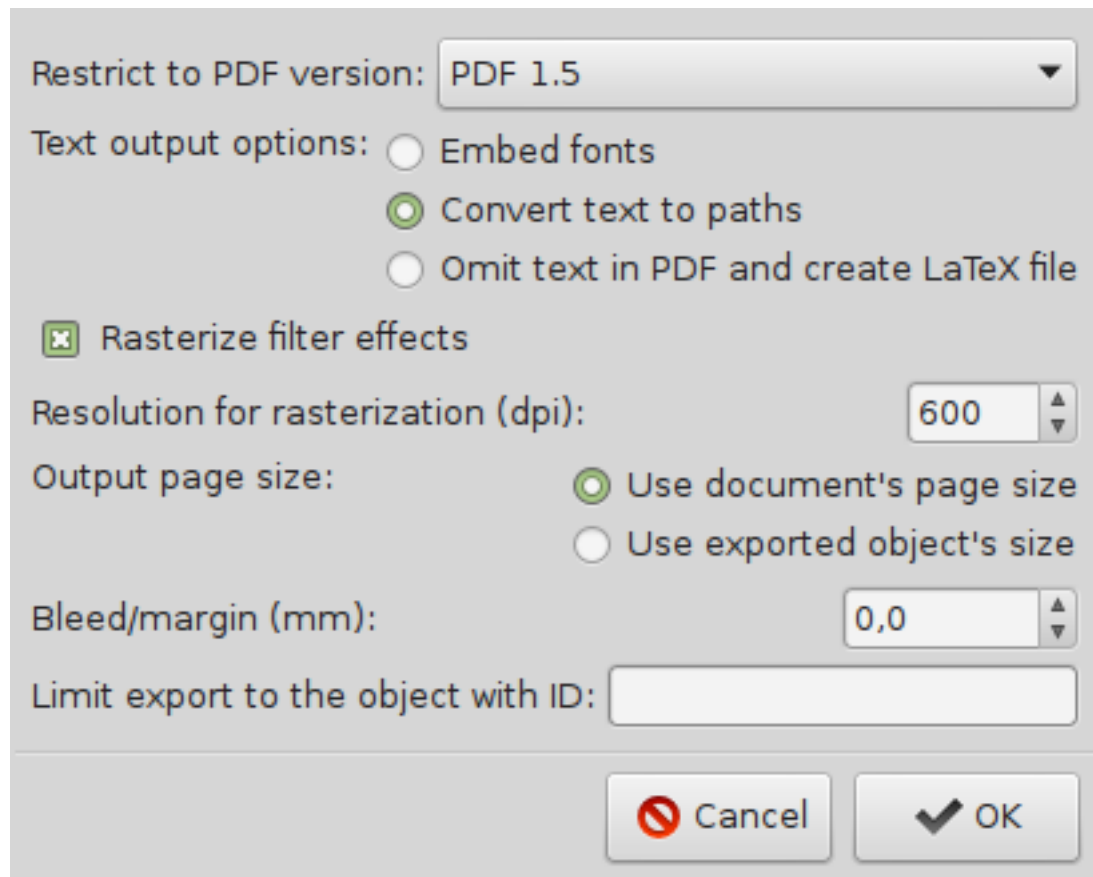 Restrict to PDF version: PDF 1.5
Text output options: Embed fonts
Convert text to paths
Omit text in PDF and create LaTeX file
Rasterize filter effects
Resolution for rasterization (dpi): 600
Output page size: Use document's page size
Use exported object's size
Bleed/margin (mm): 0,0
Limit export to the object with ID:
Cancel OK